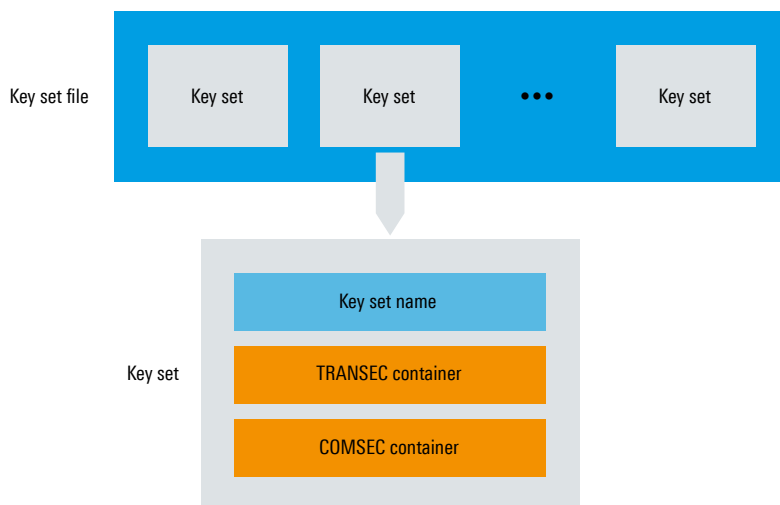 Key set file
Key set
Key set
•••
Key set
Key set name
Key set
TRANSEC container
COMSEC container